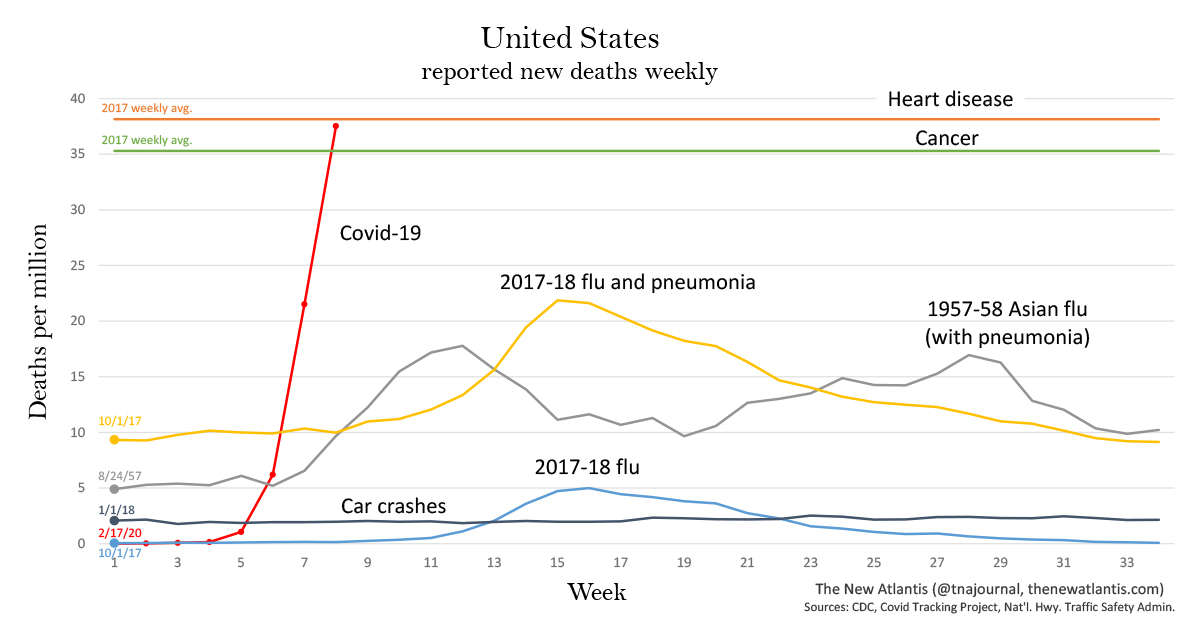 United States
reported new deaths weekly
Deaths per million
40
35
30
25
20
15
10
5
0
2017 weekly avg.
Heart disease
2017 weekly avg.
Cancer
Covid-19
2017-18 flu and pneumonia
1957-58 Asian flu
(with pneumonia)
10/1/17
8/24/57
2017-18 flu
1/1/18
Car crashes
2/17/20
10/1/17
1 3 5 7 9 11 13 15 17 19 21 23 25 27 29 31 33
Week
The New Atlantis (@tnajournal, thenewatlantis.com)
Sources: CDC, Covid Tracking Project, Nat'l. Hwy. Traffic Safety Admin.